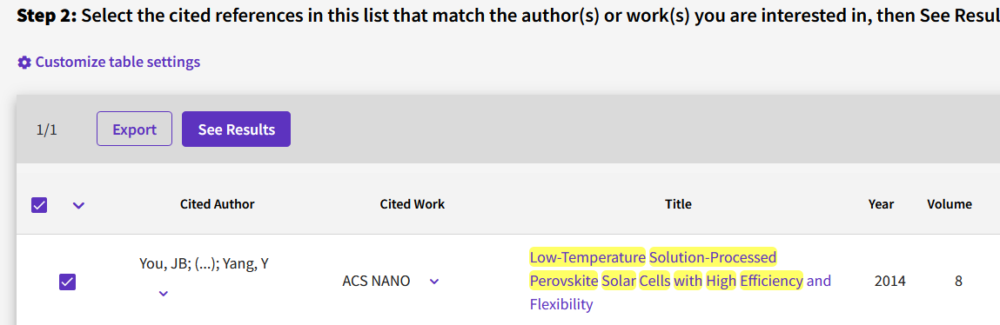 Step 2: Select the cited references in this list that match the author(s) or work(s) you are interested in, then See Resul
Customize table settings
1/1 Export See Results
Cited Author Cited Work Title Year Volume
You, JB; (...); Yang, Y ACS NANO Low-Temperature Solution-Processed 2014 8
Perovskite Solar Cells with High Efficiency and
Flexibility